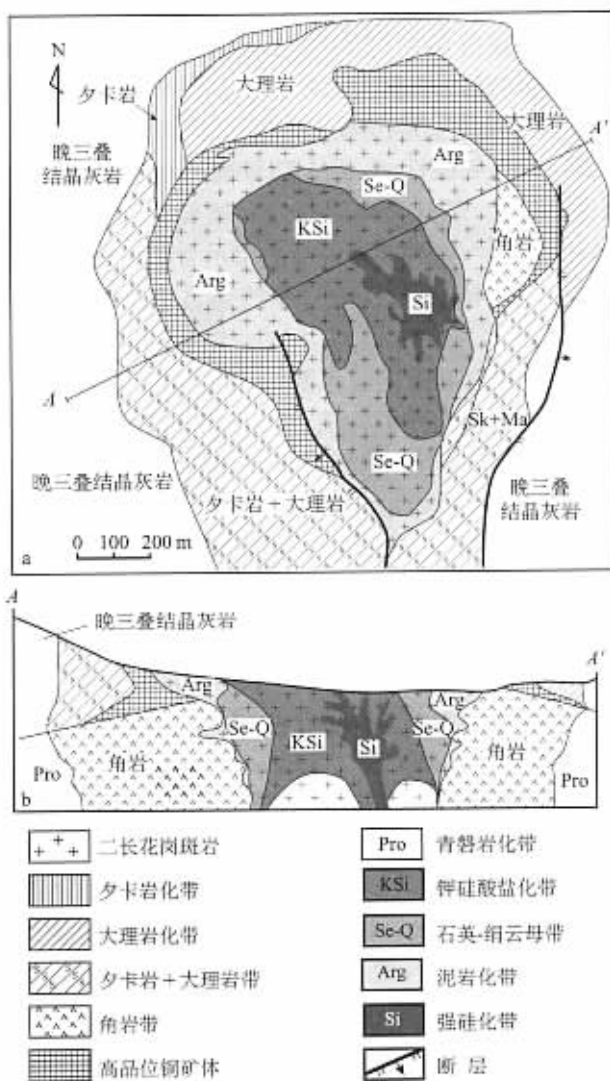 N
夕卡岩
大理岩
大理岩
A'
晚三叠
结晶灰岩
Arg
Se-Q
KSi
角岩
Arg
Si
A
Sk+Ma
Se-Q
晚三叠结晶灰岩
夕卡岩+大理岩
晚三叠
结晶灰岩
a
0 100 200 m
A
晚三叠结晶灰岩
A'
Arg
Arg
Se-Q
KSi
Si
Se-Q
角岩
角岩
Pro
Pro
b
二长花岗斑岩
夕卡岩化带
大理岩化带
夕卡岩+大理岩带
角岩带
高品位铜矿体
Pro 青磐岩化带
KSi 钾硅酸盐化带
Se-Q 石英-绢云母带
Arg 泥岩化带
Si 强硅化带
断层